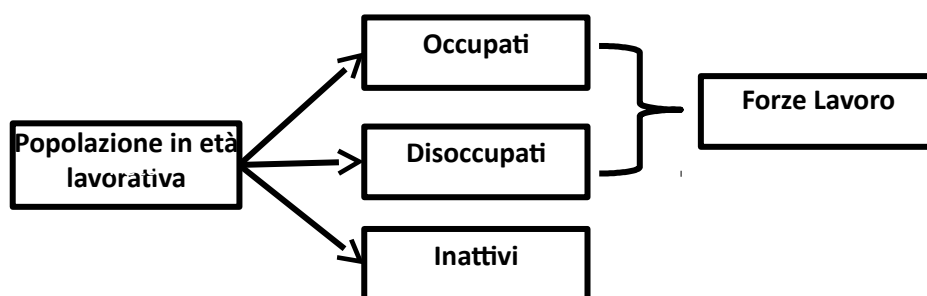 Occupati
Forze Lavoro
Popolazione in età
lavorativa
Disoccupati
Inattivi